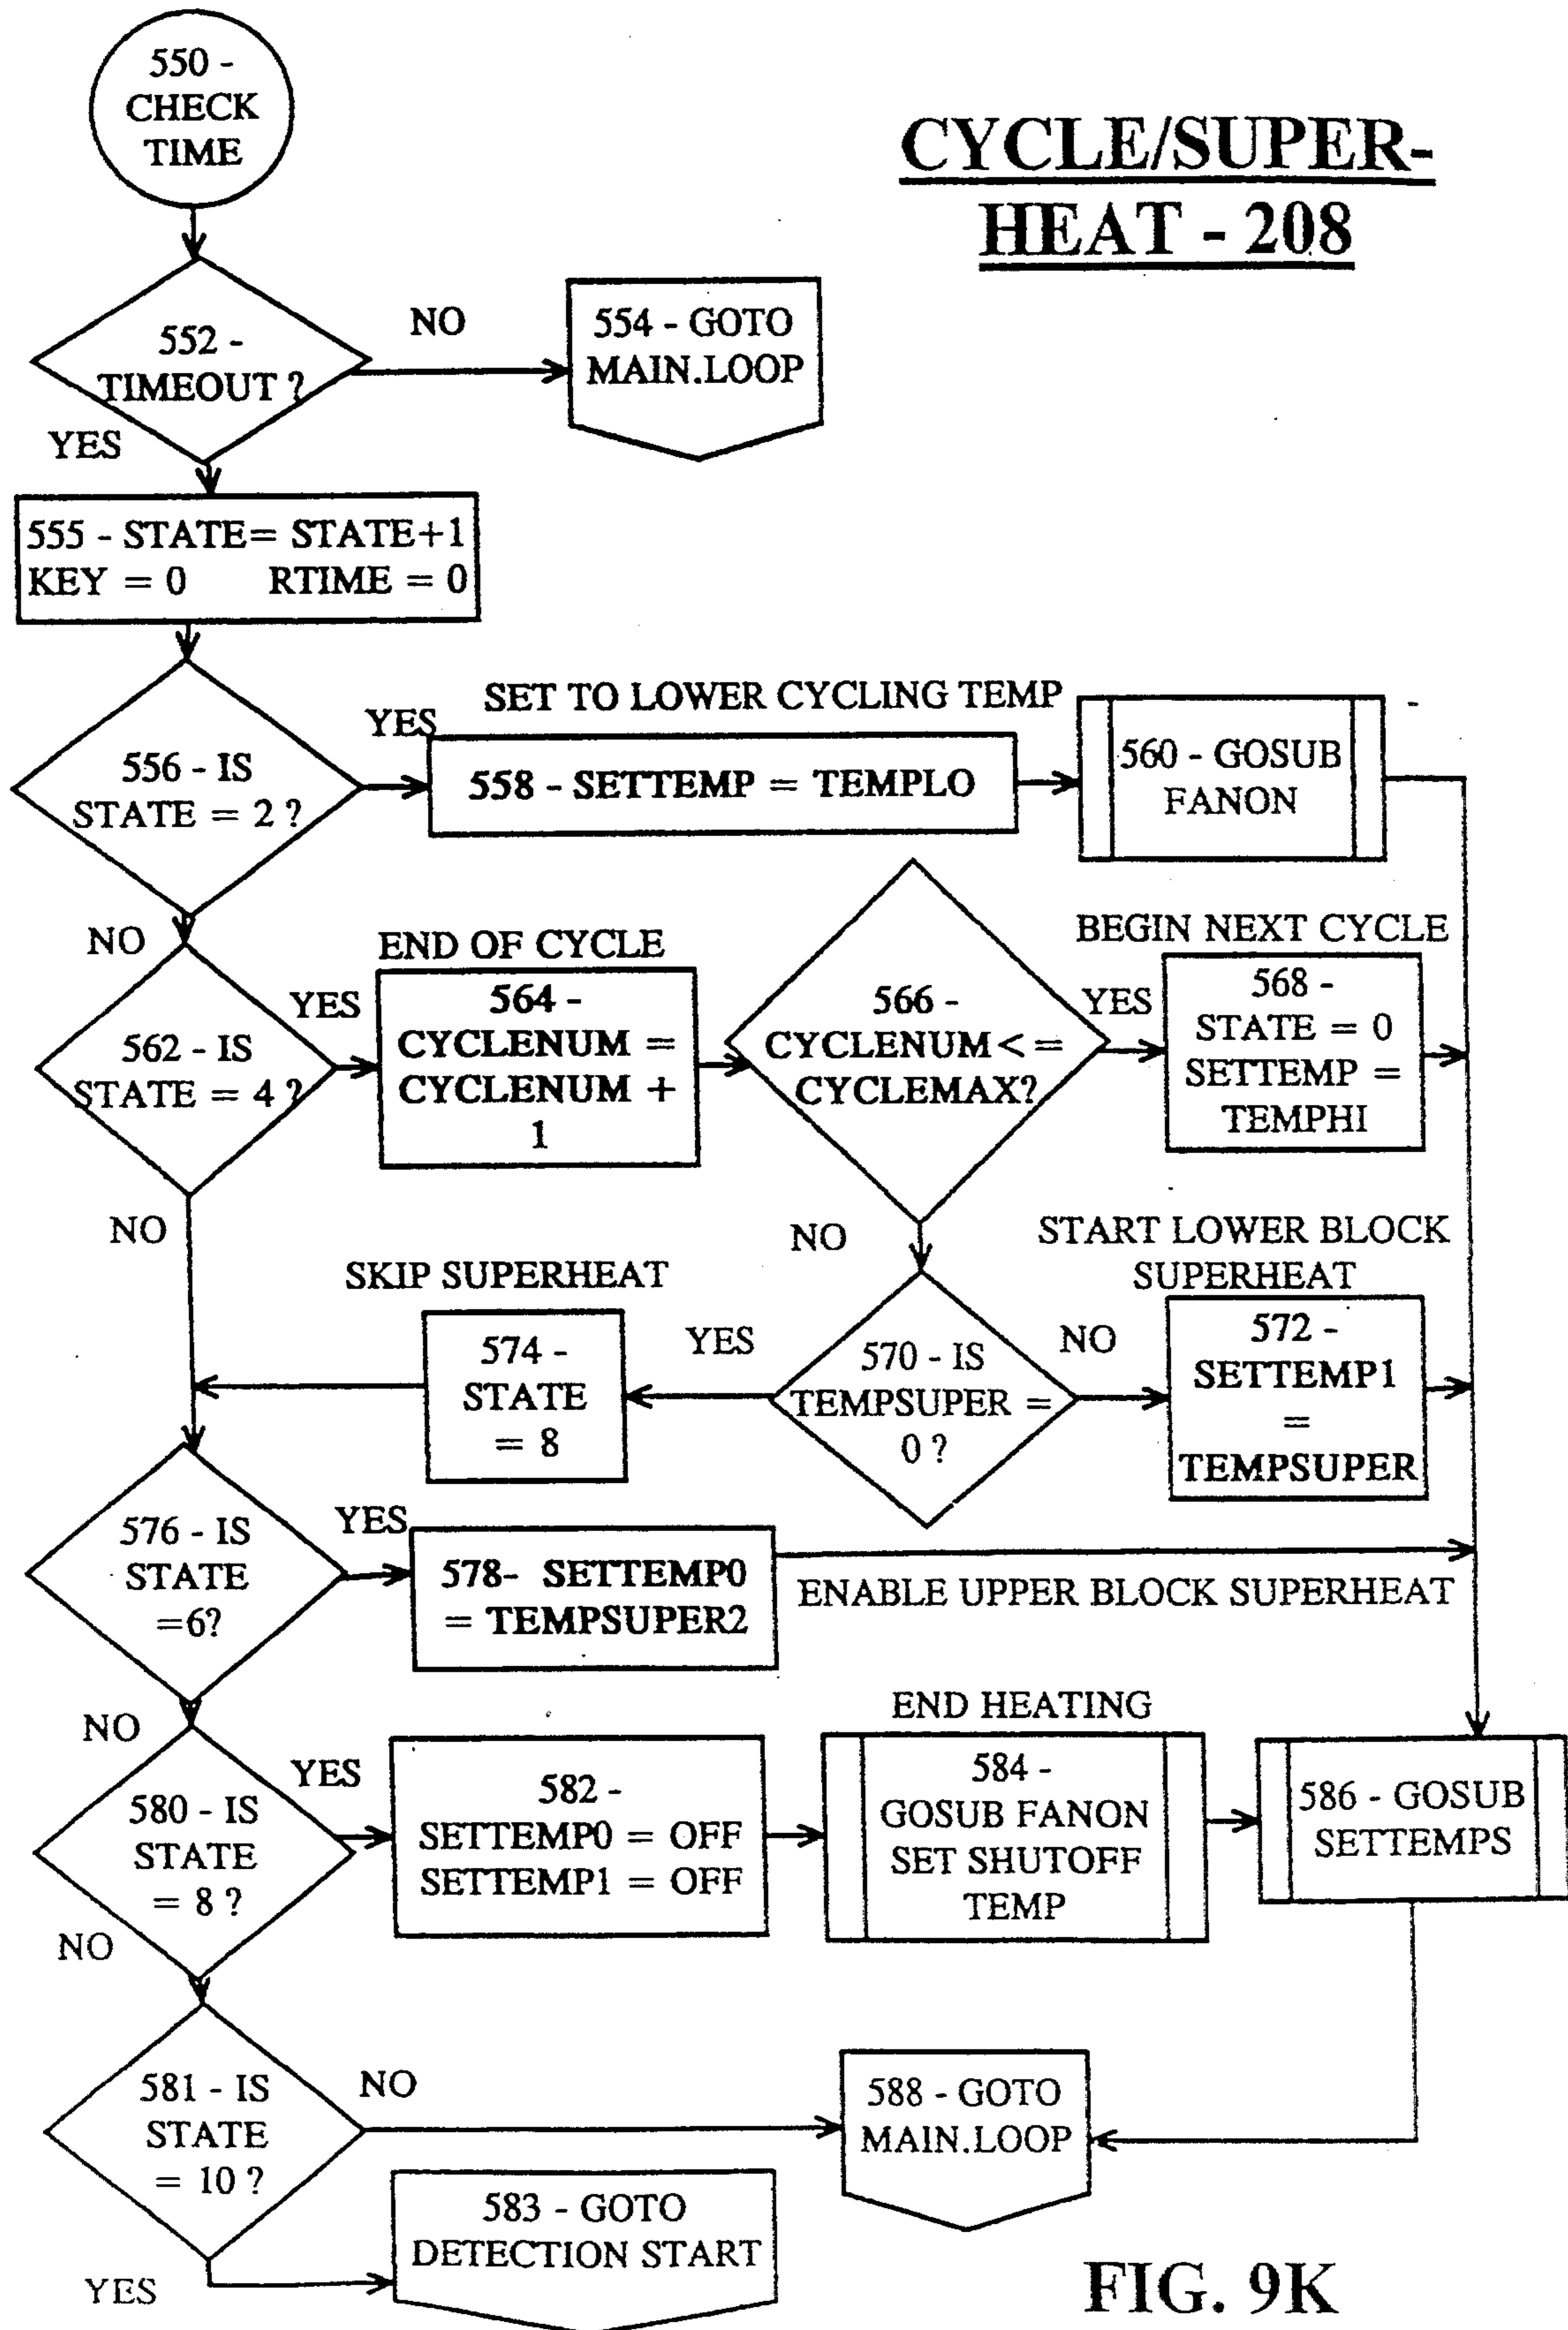 550 -
CHECK
TIME
CYCLE/SUPER-
HEAT - 208
552 -
TIMEOUT ?
NO
554 - GOTO
MAIN.LOOP
YES
555 - STATE= STATE+1
KEY = 0 RTIME = 0
556 - IS
STATE = 2 ?
YES
SET TO LOWER CYCLING TEMP
558 - SETTEMP = TEMPLO
560 - GOSUB
FANON
NO
562 - IS
STATE = 4 ?
YES
END OF CYCLE
564 -
CYCLENUM =
CYCLENUM +
1
566 -
CYCLENUM < =
CYCLEMAX?
YES
BEGIN NEXT CYCLE
568 -
STATE = 0
SETTEMP =
TEMPHI
NO
NO
START LOWER BLOCK
SUPERHEAT
570 - IS
TEMPSUPER =
0 ?
NO
572 -
SETTEMP1
=
TEMPSUPER
YES
SKIP SUPERHEAT
574 -
STATE
= 8
576 - IS
STATE
=6?
YES
578- SETTEMP0
= TEMPSUPER2
ENABLE UPPER BLOCK SUPERHEAT
NO
580 - IS
STATE
= 8 ?
YES
582 -
SETTEMP0 = OFF
SETTEMP1 = OFF
END HEATING
584 -
GOSUB FANON
SET SHUTOFF
TEMP
586 - GOSUB
SETTEMPS
NO
581 - IS
STATE
= 10 ?
NO
588 - GOTO
MAIN.LOOP
YES
583 - GOTO
DETECTION START
FIG. 9K